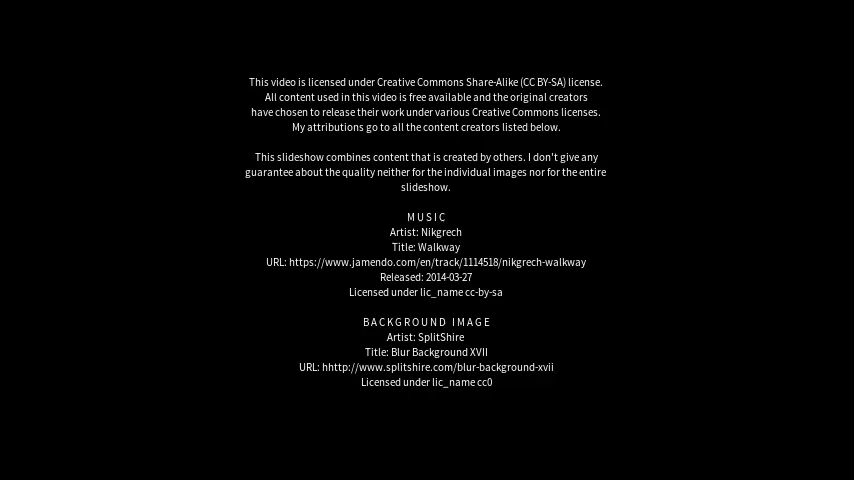 This video is licensed under Creative Commons Share-Alike (CC BY-SA) license.
All content used in this video is free available and the original creators
have chosen to release their work under various Creative Commons licenses.
My attributions go to all the content creators listed below.
This slideshow combines content that is created by others. I don't give any
guarantee about the quality neither for the individual images nor for the entire
slideshow.
MUSIC
Artist: Nikgrech
Title: Walkway
URL: https://www.jamendo.com/en/track/1114518/nikgrech-walkway
Released: 2014-03-27
Licensed under lic_name cc-by-sa
BACKGROUND IMAGE
Artist: SplitShire
Title: Blur Background XVII
URL: hhttp://www.splitshire.com/blur-background-xvii
Licensed under lic_name cc0